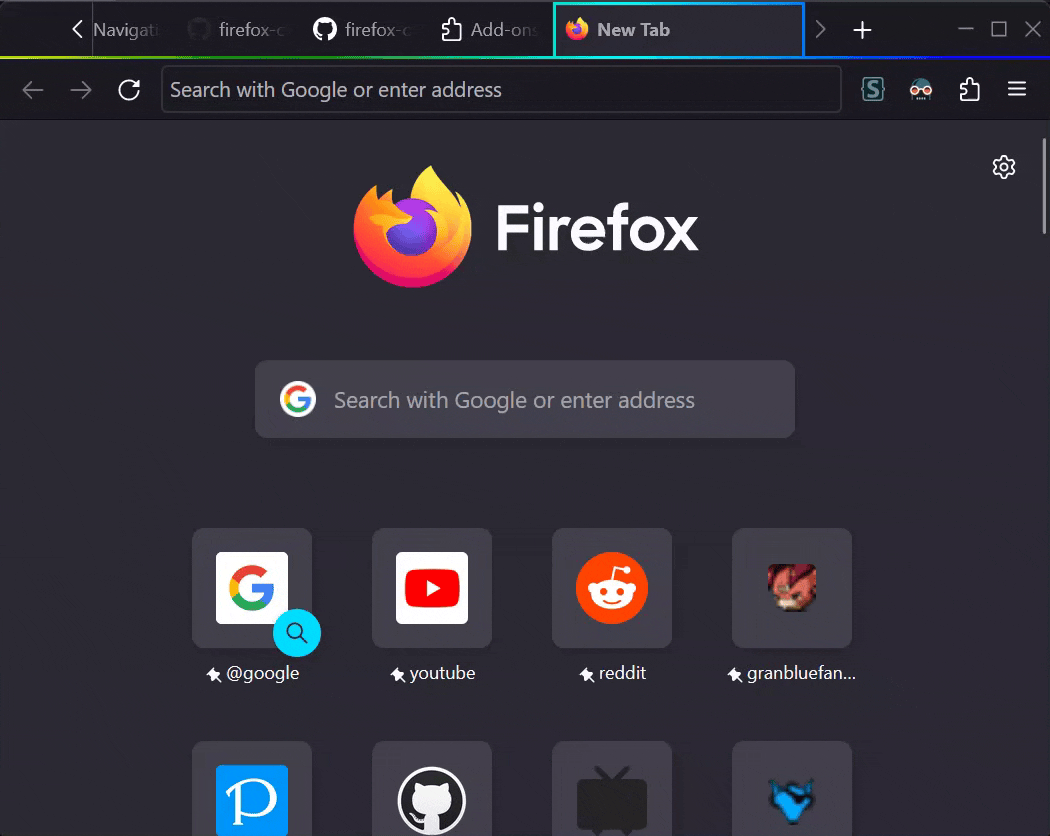 Navigati firefox-c firefox-c Add-ons New Tab
Search with Google or enter address
Firefox
Search with Google or enter address
@google youtube reddit granbluefan...